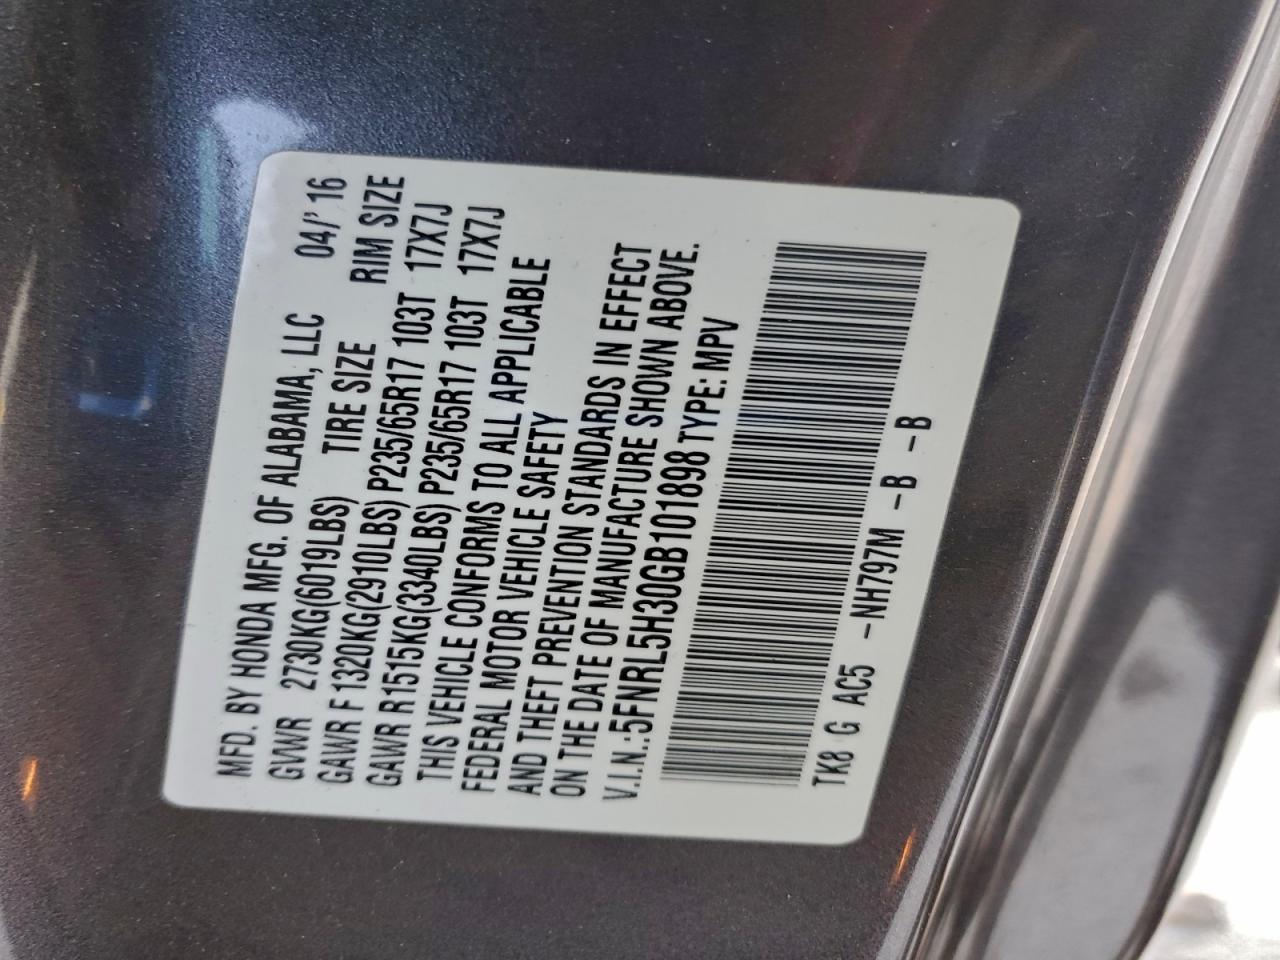 MFD. BY HONDA MFG. OF ALABAMA, LLC 04/' 16
GVWR 2730KG(6019LBS) TIRE SIZE RIM SIZE
GAWR F 1320KG(2910LBS) P235/65R17 103T 17X7J
GAWR R1515KG(3340LBS) P235/65R17 103T 17X7J
THIS VEHICLE CONFORMS TO ALL APPLICABLE
FEDERAL MOTOR VEHICLE SAFETY
AND THEFT PREVENTION STANDARDS IN EFFECT
ON THE DATE OF MANUFACTURE SHOWN ABOVE.
V.I.N.:5FNRL5H30GB101898 TYPE: MPV
TK8 G AC5 -NH797M -B -B